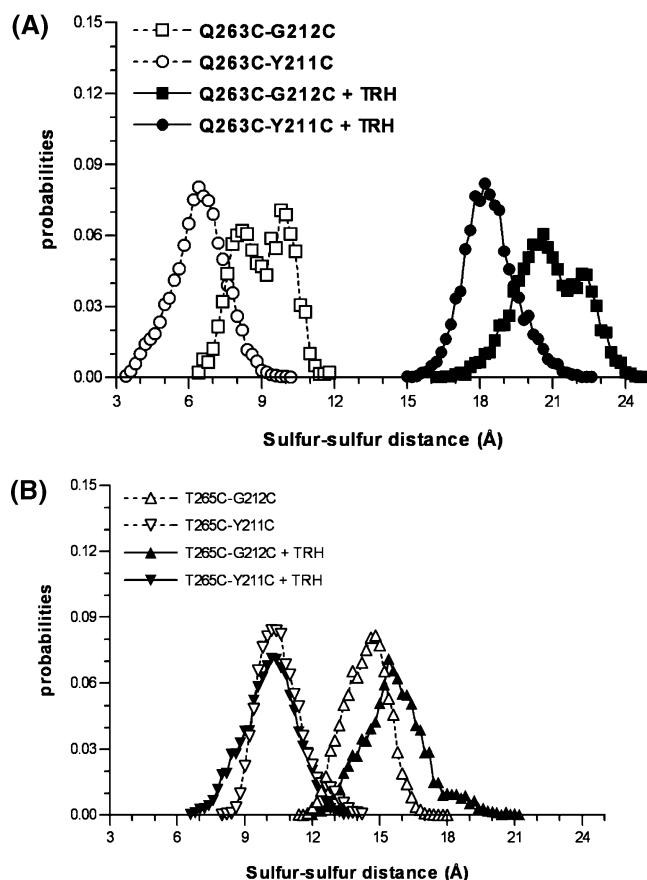 (A)
0.15
0.12
0.09
0.06
0.03
0.00
probabilities
Q263C-G212C
Q263C-Y211C
Q263C-G212C + TRH
Q263C-Y211C + TRH
3 6 9 12 15 18 21 24
Sulfur-sulfur distance (Å)
(B)
0.15
0.12
0.09
0.06
0.03
0.00
probabilities
T265C-G212C
T265C-Y211C
T265C-G212C + TRH
T265C-Y211C + TRH
3 6 9 12 15 18 21 24
Sulfur-sulfur distance (Å)